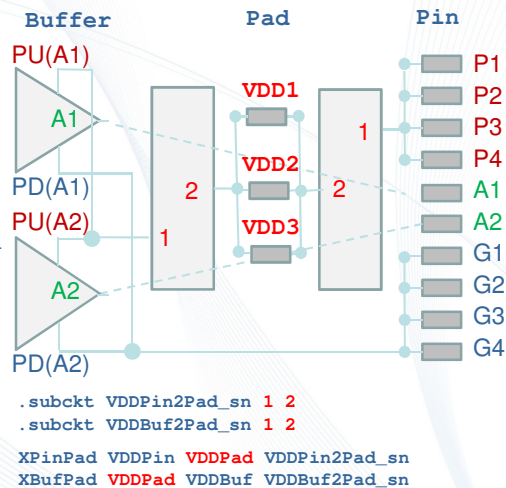 Buffer Pad Pin
PU(A1)
A1
PD(A1)
PU(A2)
A2
PD(A2)
1
2
VDD1
VDD2
VDD3
1
2
P1
P2
P3
P4
A1
A2
G1
G2
G3
G4
.subckt VDDPin2Pad_sn 1 2
.subckt VDDBuf2Pad_sn 1 2
XPinPad VDDPin VDDPad VDDPin2Pad_sn
XBufPad VDDPad VDDBuf VDDBuf2Pad_sn